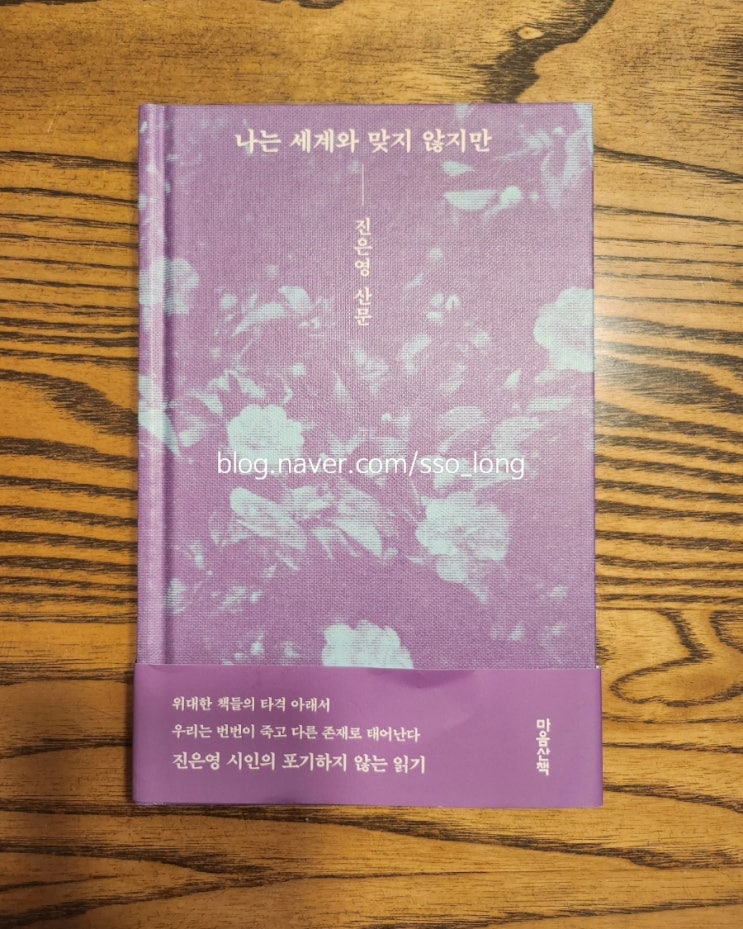 나는 세계와 맞지 않지만
진은영 산문
blog.naver.com/sso_long
위대한 책들의 타격 아래서
우리는 번번이 죽고 다른 존재로 태어난다
진은영 시인의 포기하지 않는 읽기
마음산책